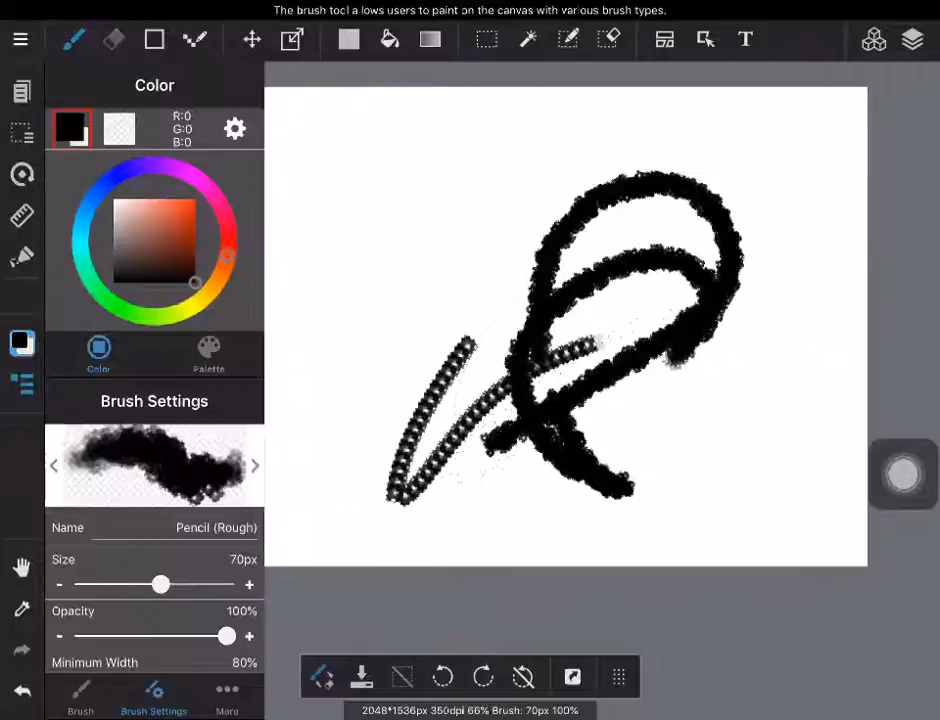 The brush tool a lows users to paint on the canvas with various brush types.
T
Color
R:0
G:0
B:0
Color
Palette
Brush Settings
Name
Pencil (Rough)
Size
70px
-
+
Opacity
100%
-
+
Minimum Width
80%
Brush
Brush Settings
More
2048*1536px 350dpi 66% Brush: 70px 100%